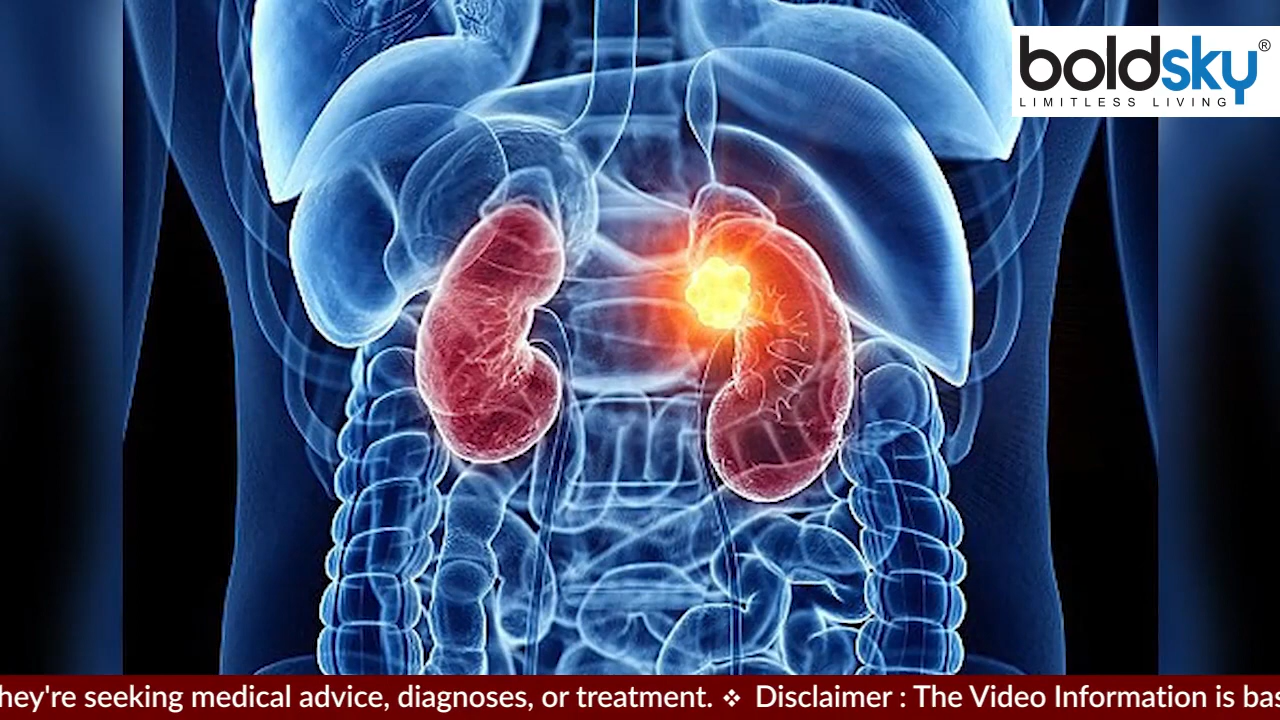 boldsky®
LIMITLESS LIVING
hey're seeking medical advice, diagnoses, or treatment. ❖ Disclaimer : The Video Information is bas